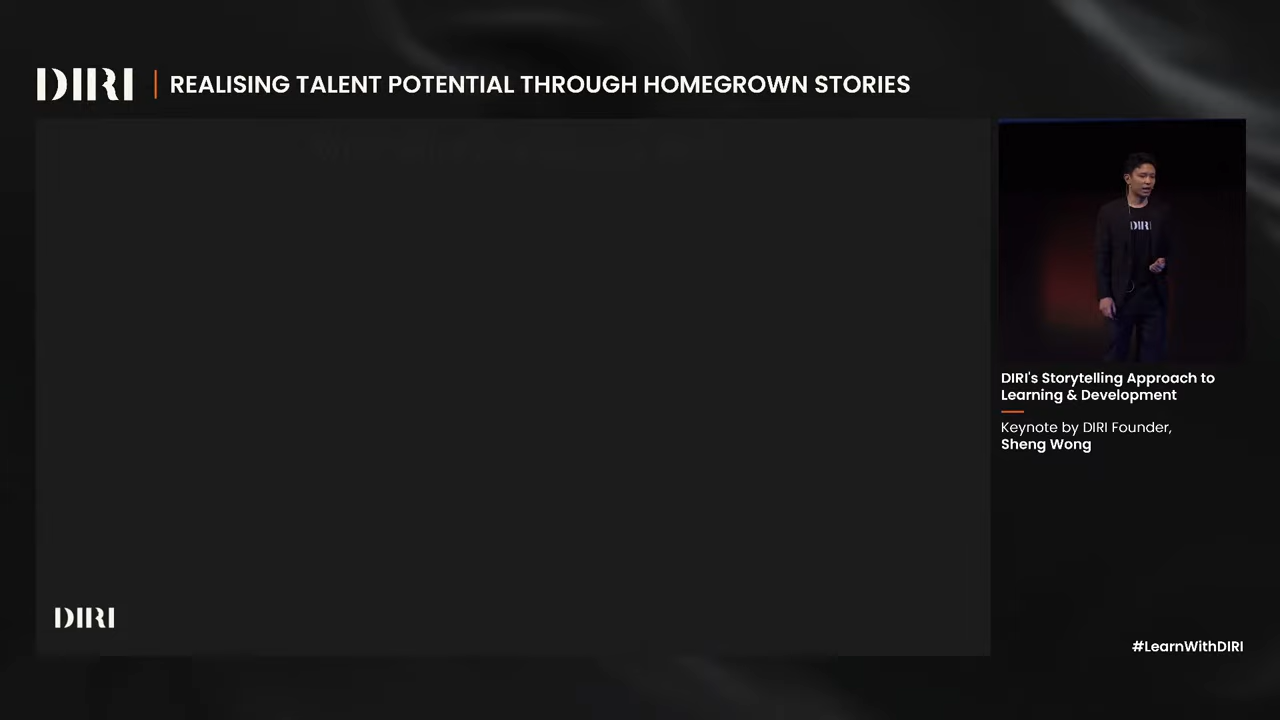 DIRI
REALISING TALENT POTENTIAL THROUGH HOMEGROWN STORIES
DIRI
DIRI's Storytelling Approach to
Learning & Development
Keynote by DIRI Founder,
Sheng Wong
DIRI
#LearnWithDIRI